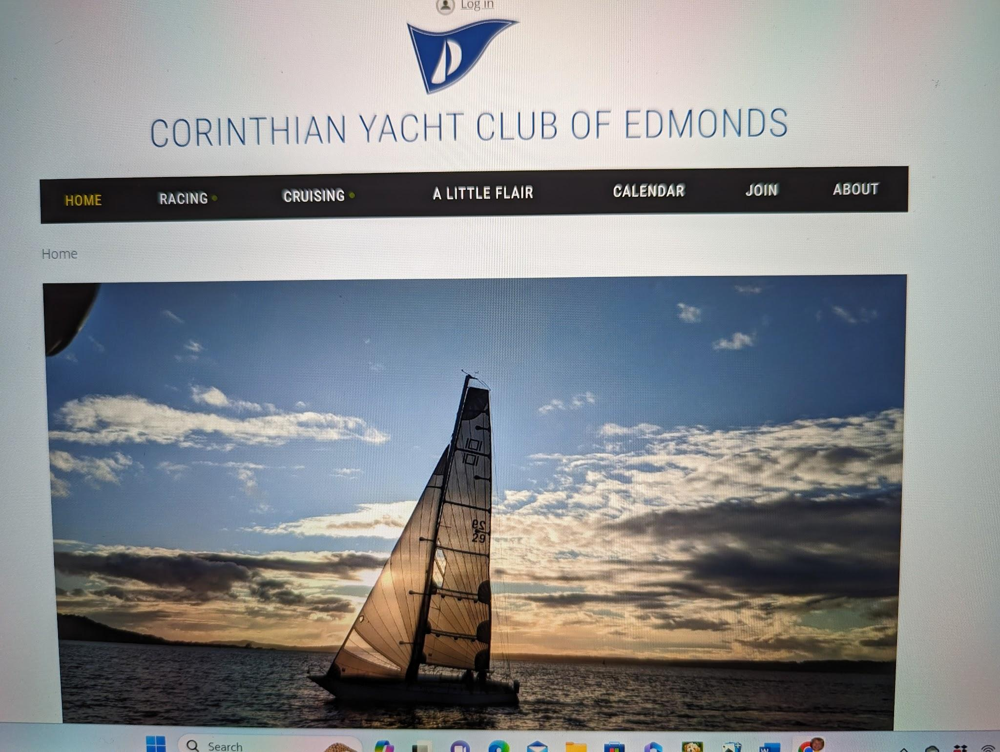 Log in
CORINTHIAN YACHT CLUB OF EDMONDS
HOME RACING CRUISING A LITTLE FLAIR CALENDAR JOIN ABOUT
Home
101
101
29
29
Search